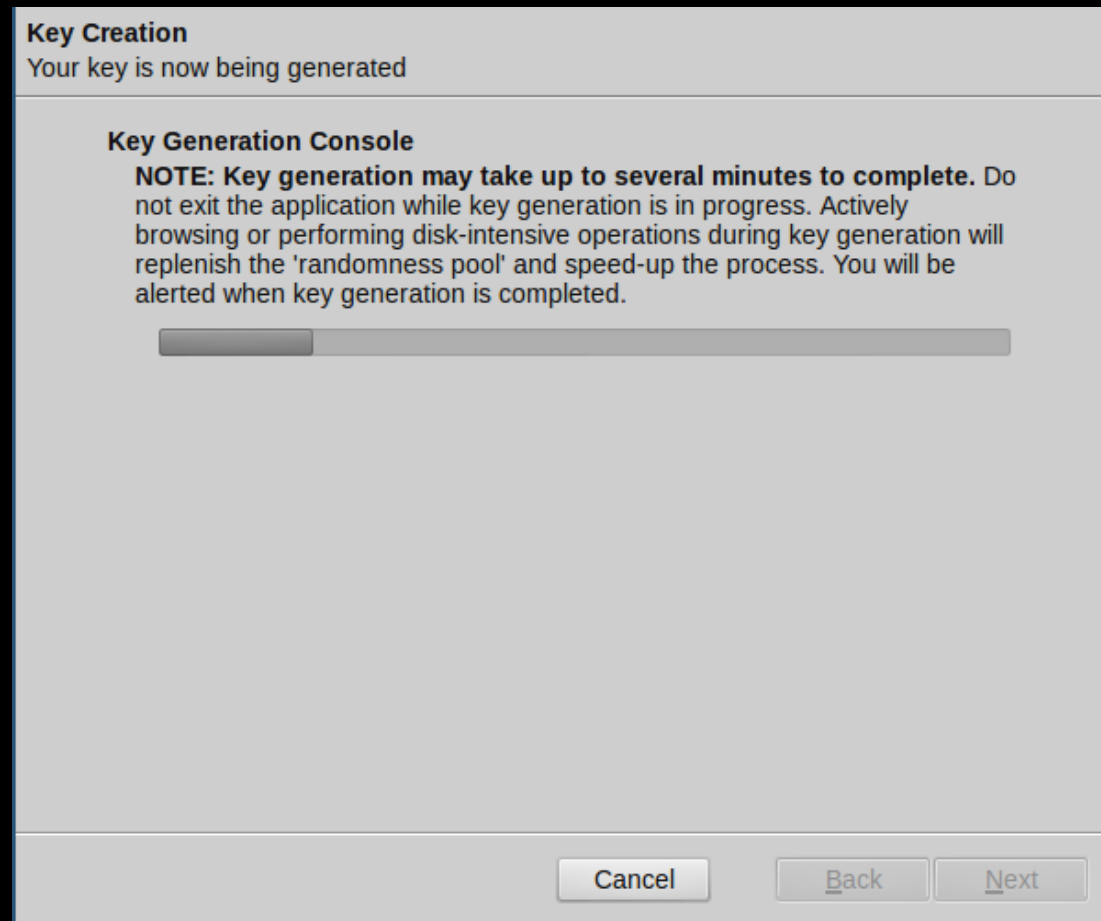 Key Creation
Your key is now being generated
Key Generation Console
NOTE: Key generation may take up to several minutes to complete. Do
not exit the application while key generation is in progress. Actively
browsing or performing disk-intensive operations during key generation will
replenish the 'randomness pool' and speed-up the process. You will be
alerted when key generation is completed.
Cancel Back Next